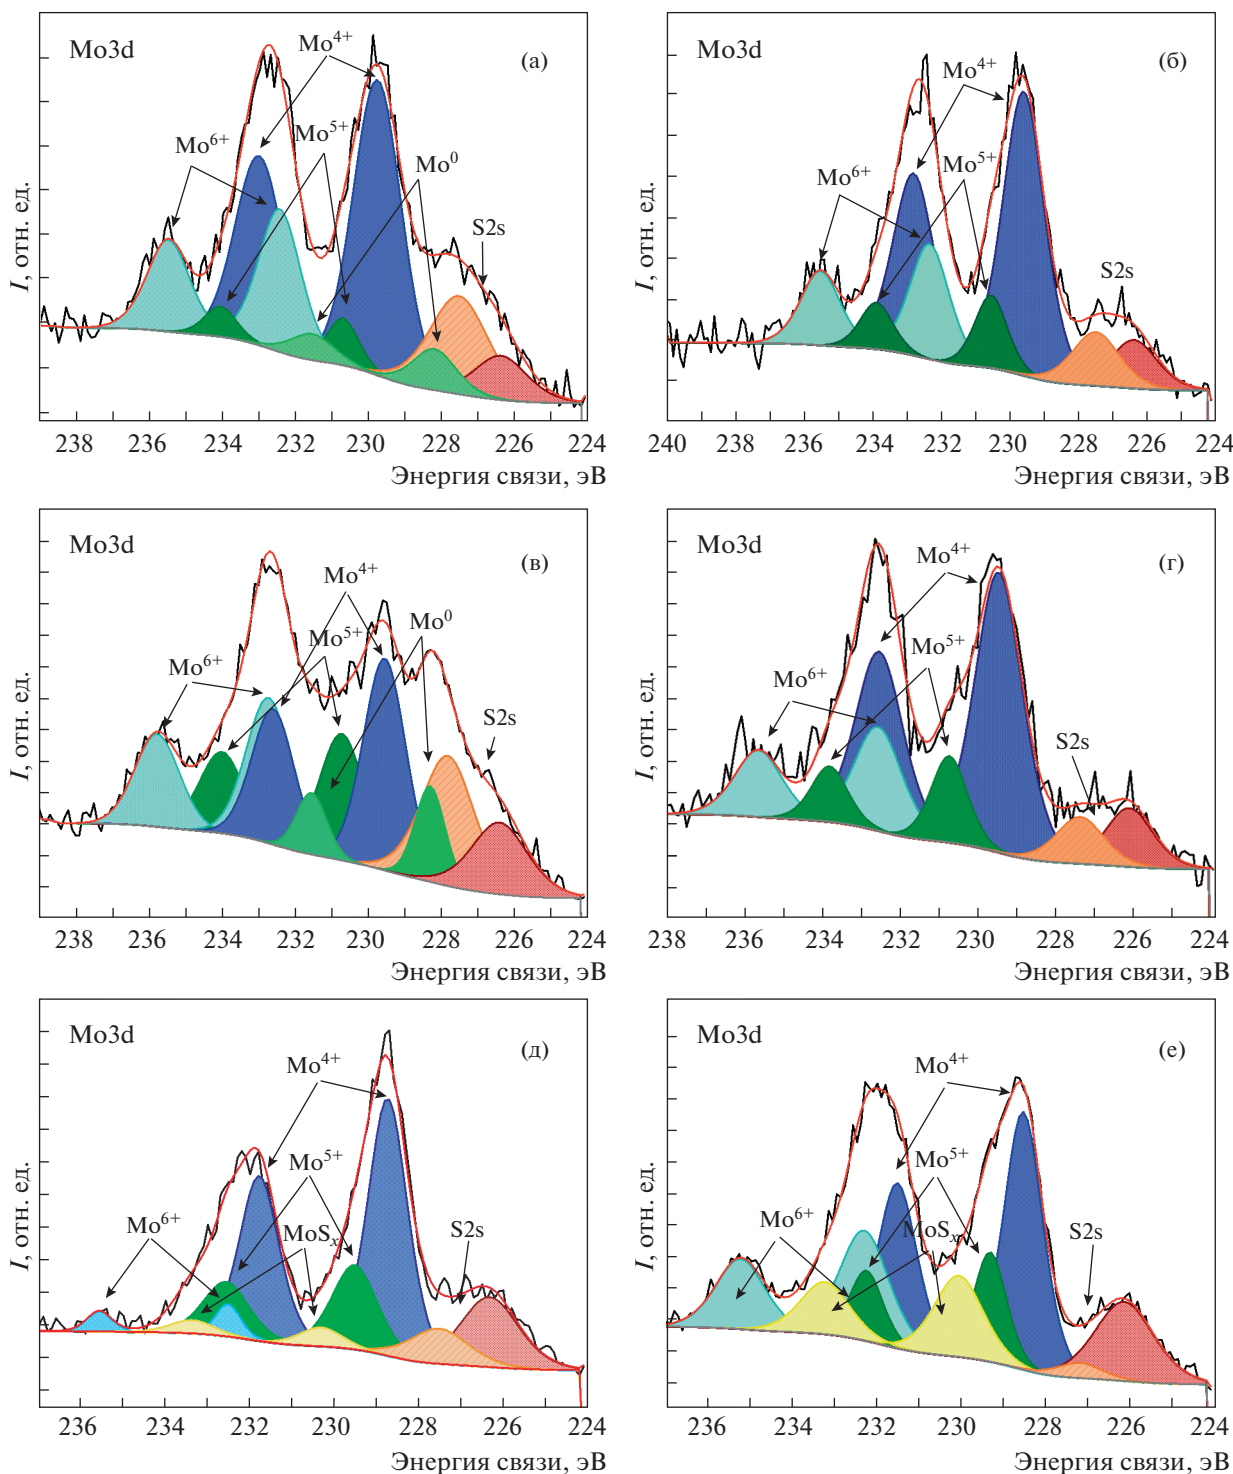 Mo3d
(а)
Mo⁴⁺
Mo⁵⁺
Mo⁶⁺
Mo⁰
S2s
I, отн. ед.
238 236 234 232 230 228 226 224
Энергия связи, эВ
Mo3d
(б)
Mo⁴⁺
Mo⁵⁺
Mo⁶⁺
S2s
I, отн. ед.
240 238 236 234 232 230 228 226 224
Энергия связи, эВ
Mo3d
(в)
Mo⁴⁺
Mo⁵⁺
Mo⁰
Mo⁶⁺
S2s
I, отн. ед.
238 236 234 232 230 228 226 224
Энергия связи, эВ
Mo3d
(г)
Mo⁴⁺
Mo⁵⁺
Mo⁶⁺
S2s
I, отн. ед.
238 236 234 232 230 228 226 224
Энергия связи, эВ
Mo3d
(д)
Mo⁴⁺
Mo⁵⁺
Mo⁶⁺
MoSₓ
S2s
I, отн. ед.
236 234 232 230 228 226 224
Энергия связи, эВ
Mo3d
(е)
Mo⁴⁺
Mo⁵⁺
Mo⁶⁺
MoSₓ
S2s
I, отн. ед.
236 234 232 230 228 226 224
Энергия связи, эВ